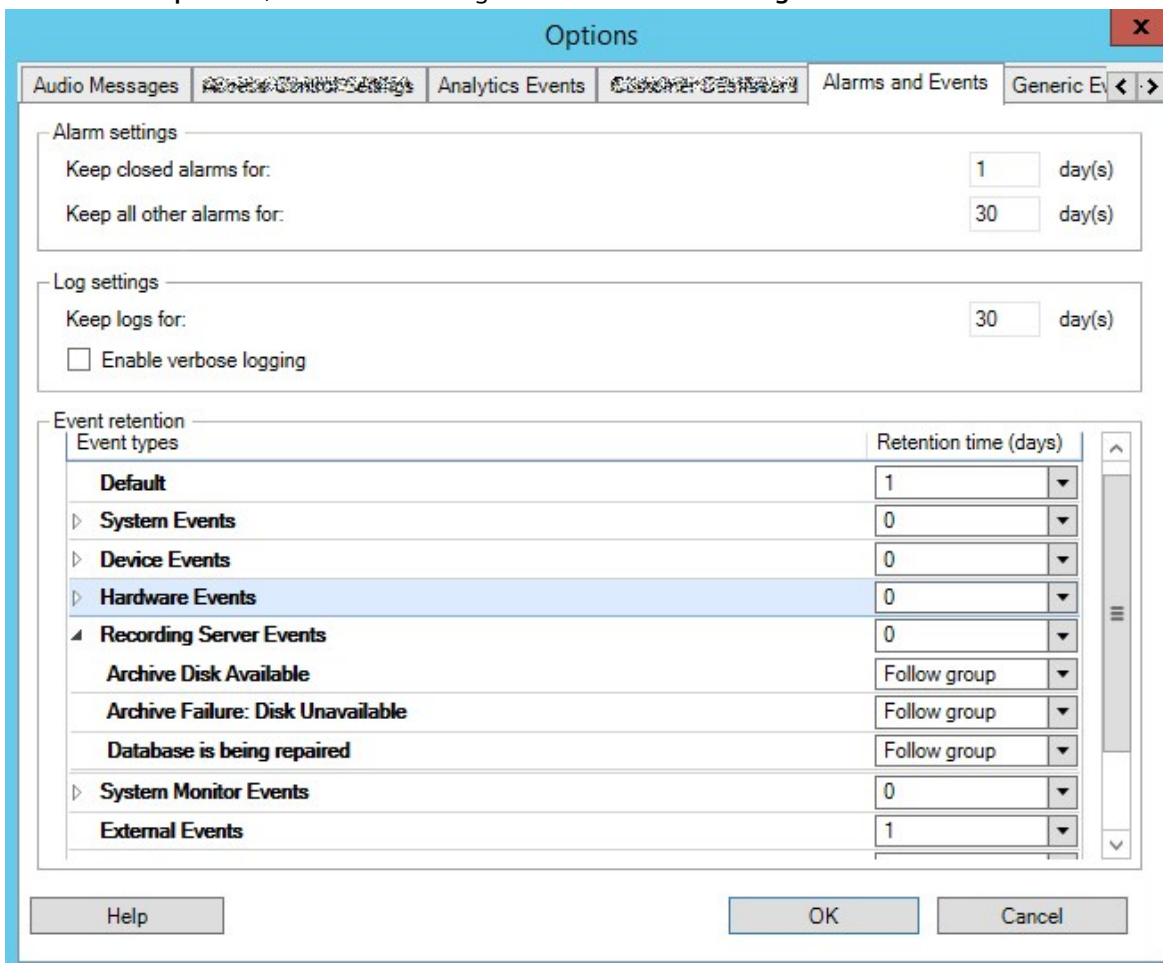 Options
x
Audio Messages Analytics Events Alarms and Events Generic Ev
Alarm settings
Keep closed alarms for: 1 day(s)
Keep all other alarms for: 30 day(s)
Log settings
Keep logs for: 30 day(s)
Enable verbose logging
Event retention
Event types Retention time (days)
Default 1
System Events 0
Device Events 0
Hardware Events 0
Recording Server Events 0
Archive Disk Available Follow group
Archive Failure: Disk Unavailable Follow group
Database is being repaired Follow group
System Monitor Events 0
External Events 1
Help OK Cancel